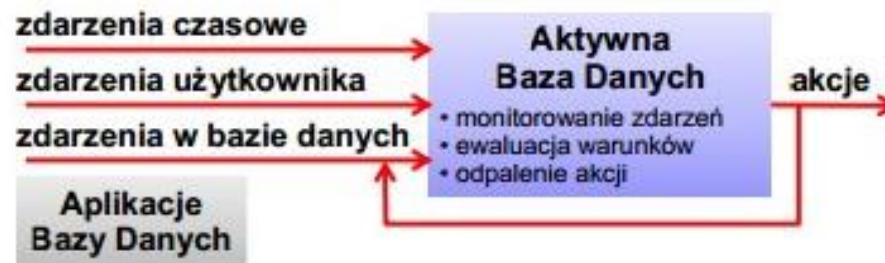 zdarzenia czasowe
zdarzenia użytkownika
zdarzenia w bazie danych
Aplikacje
Bazy Danych
Aktywna
Baza Danych
• monitorowanie zdarzeń
• ewaluacja warunków
• odpalenie akcji
akcje